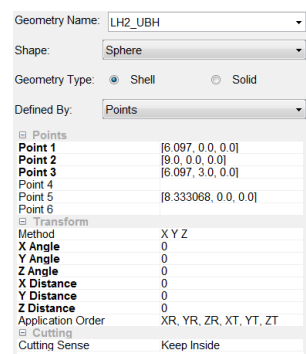 Geometry Name: LH2_UBH
Shape: Sphere
Geometry Type: Shell Solid
Defined By: Points
Points
Point 1 [6.097, 0.0, 0.0]
Point 2 [9.0, 0.0, 0.0]
Point 3 [6.097, 3.0, 0.0]
Point 4
Point 5 [8.333068, 0.0, 0.0]
Point 6
Transform
Method X Y Z
X Angle 0
Y Angle 0
Z Angle 0
X Distance 0
Y Distance 0
Z Distance 0
Application Order XR, YR, ZR, XT, YT, ZT
Cutting
Cutting Sense Keep Inside